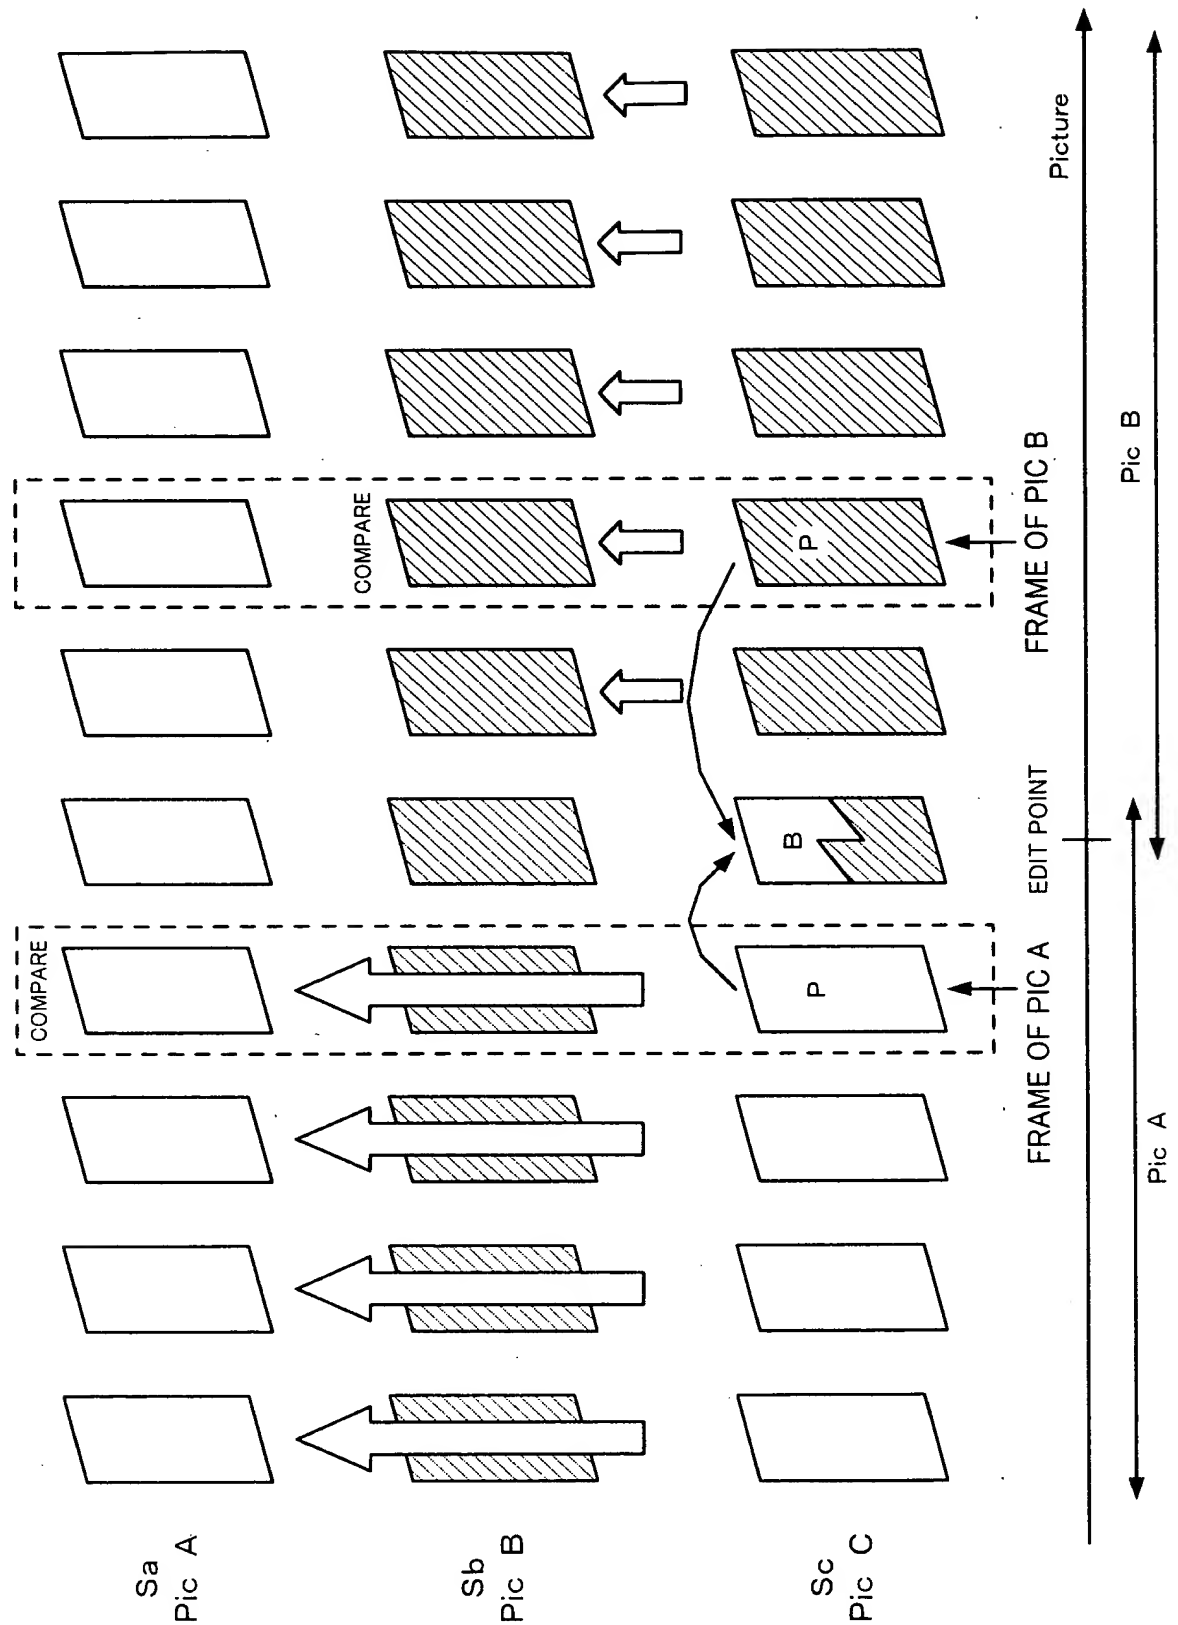 Sa
Pic A
COMPARE
Sb
Pic B
COMPARE
Sc
Pic C
P
B
P
FRAME OF PIC A
EDIT POINT
FRAME OF PIC B
Picture
Pic A
Pic B